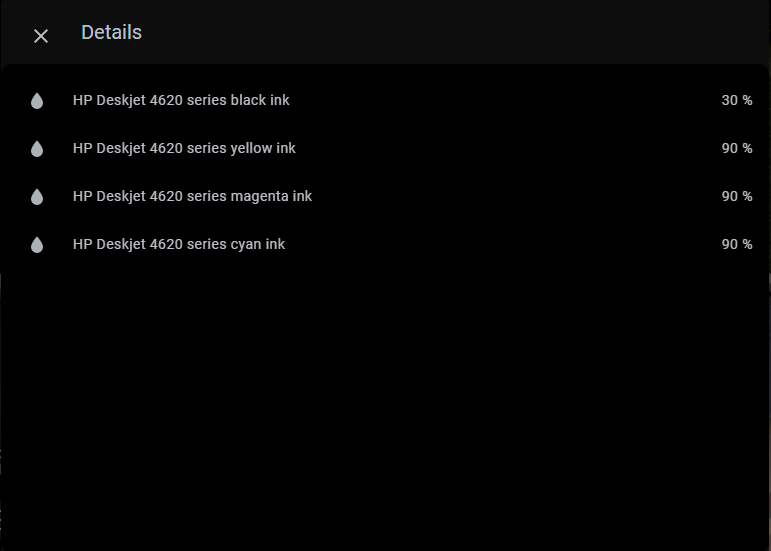 Details
HP Deskjet 4620 series black ink 30 %
HP Deskjet 4620 series yellow ink 90 %
HP Deskjet 4620 series magenta ink 90 %
HP Deskjet 4620 series cyan ink 90 %